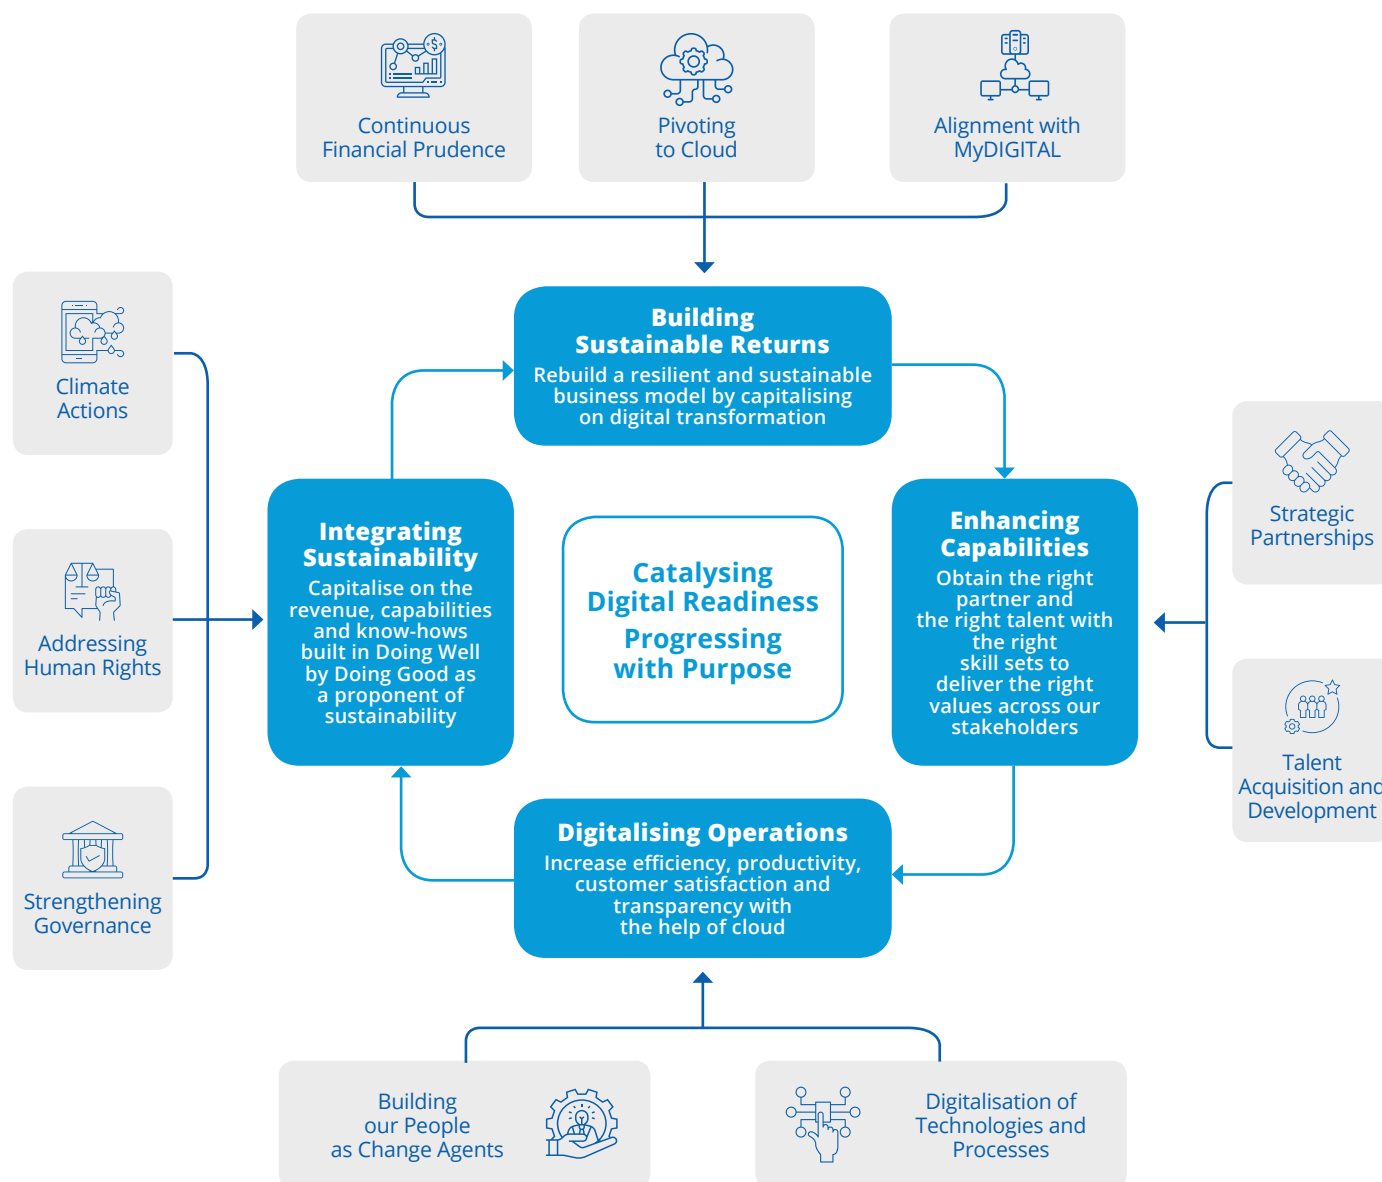 Continuous
Financial Prudence
Pivoting
to Cloud
Alignment with
MyDIGITAL
Building
Sustainable Returns
Rebuild a resilient and sustainable
business model by capitalising
on digital transformation
Climate
Actions
Addressing
Human Rights
Strengthening
Governance
Integrating
Sustainability
Capitalise on the
revenue, capabilities
and know-hows
built in Doing Well
by Doing Good as
a proponent of
sustainability
Catalysing
Digital Readiness
Progressing
with Purpose
Enhancing
Capabilities
Obtain the right
partner and
the right talent with
the right
skill sets to
deliver the right
values across our
stakeholders
Strategic
Partnerships
Talent
Acquisition and
Development
Digitalising Operations
Increase efficiency, productivity,
customer satisfaction and
transparency with
the help of cloud
Building
our People
as Change Agents
Digitalisation of
Technologies and
Processes